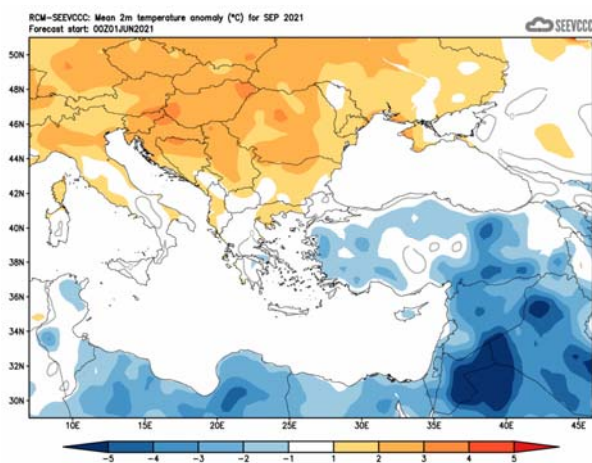 RCM-SEEVCCC: Mean 2m temperature anomaly (°C) for SEP 2021
Forecast start: 00Z01JUN2021
SEEVCCC
50N
48N
46N
44N
42N
40N
38N
36N
34N
32N
30N
10E 15E 20E 25E 30E 35E 40E 45E
-5 -4 -3 -2 -1 1 2 3 4 5